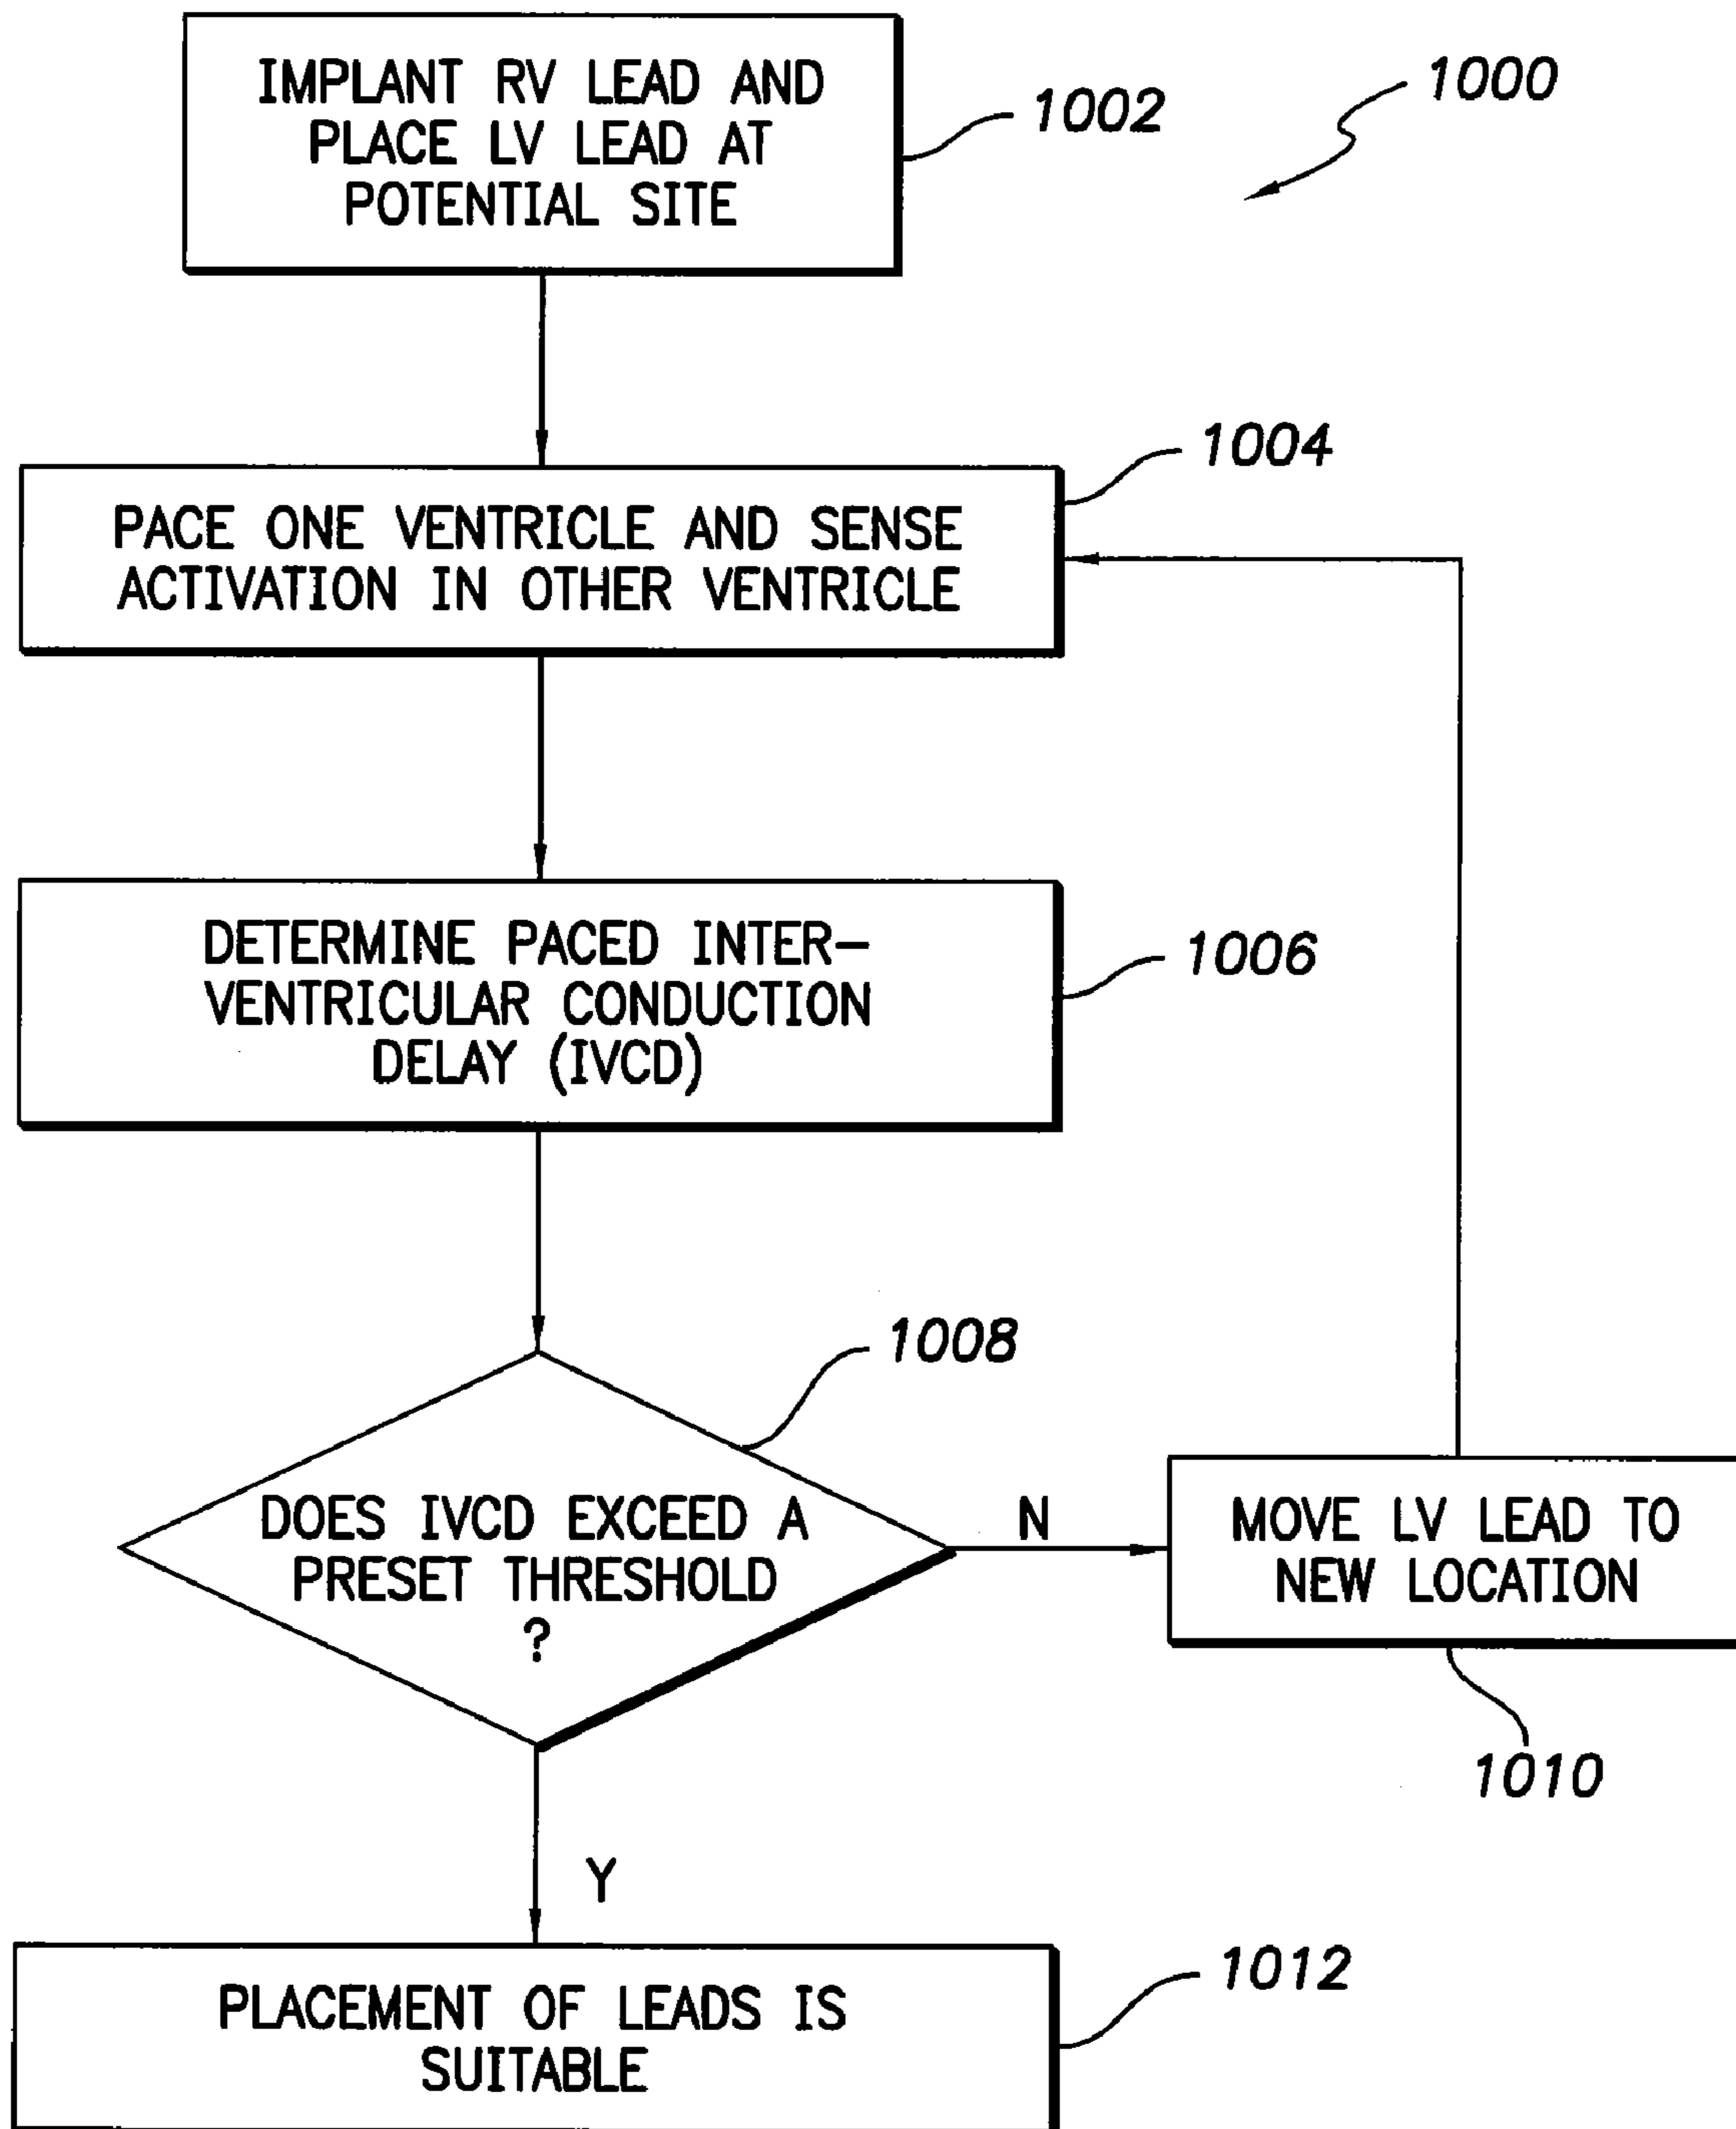 IMPLANT RV LEAD AND
PLACE LV LEAD AT
POTENTIAL SITE
1002
1000
PACE ONE VENTRICLE AND SENSE
ACTIVATION IN OTHER VENTRICLE
1004
DETERMINE PACED INTER-
VENTRICULAR CONDUCTION
DELAY (IVCD)
1006
DOES IVCD EXCEED A
PRESET THRESHOLD
?
1008
N
MOVE LV LEAD TO
NEW LOCATION
1010
Y
PLACEMENT OF LEADS IS
SUITABLE
1012